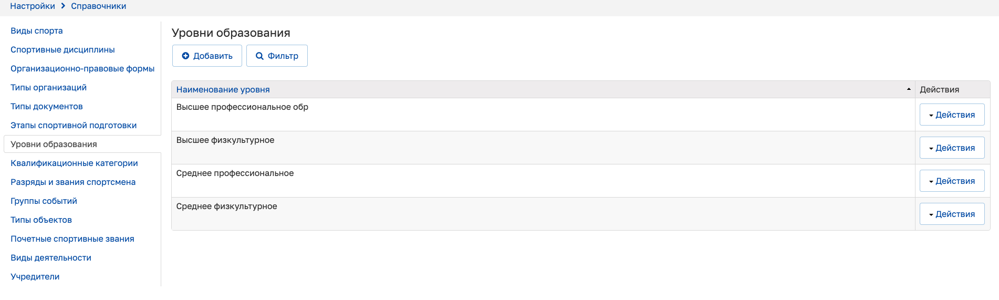 Настройки > Справочники
Виды спорта
Спортивные дисциплины
Организационно-правовые формы
Типы организаций
Типы документов
Этапы спортивной подготовки
Уровни образования
Квалификационные категории
Разряды и звания спортсмена
Группы событий
Типы объектов
Почетные спортивные звания
Виды деятельности
Учредители
Уровни образования
Добавить Фильтр
Наименование уровня Действия
Высшее профессиональное обр Действия
Высшее физкультурное Действия
Среднее профессиональное Действия
Среднее физкультурное Действия